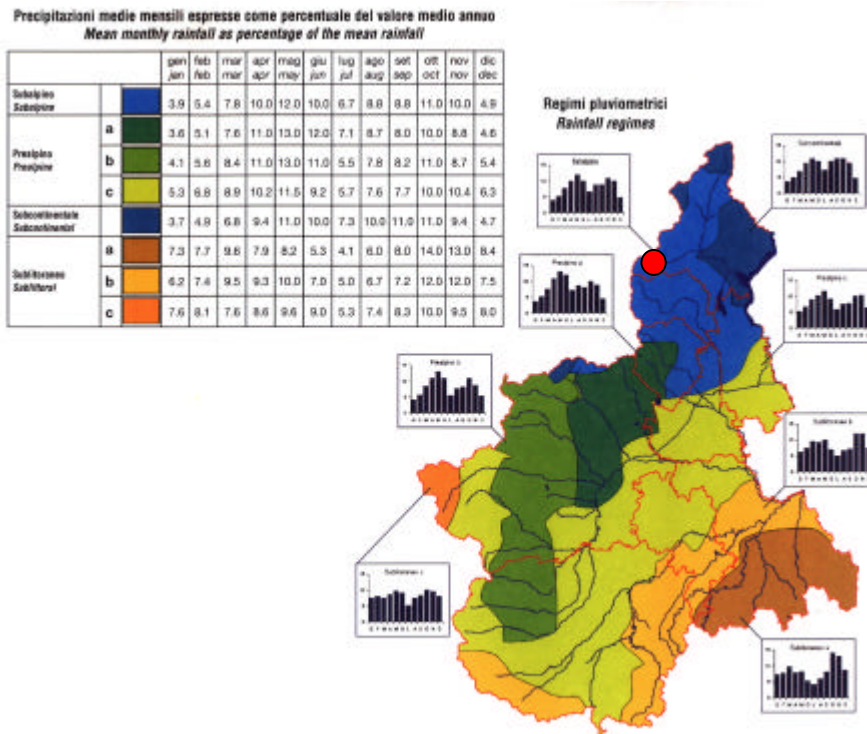 Precipitazioni medie mensili espresse come percentuale del valore medio annuo
Mean monthly rainfall as percentage of the mean rainfall
gen feb mar apr mag giu lug ago set ott nov dic
jan feb mar apr may jun jul aug sep oct nov dec
Subalpino 3.9 5.4 7.8 10.0 12.0 10.0 6.7 8.8 8.8 11.0 10.0 4.9
Subalpine
a 3.6 5.1 7.6 11.0 13.0 12.0 7.1 8.7 8.0 10.0 8.8 4.6
Prealpino
Prealpine
b 4.1 5.6 8.4 11.0 13.0 11.0 5.5 7.8 8.2 11.0 8.7 5.4
c 5.3 6.8 8.9 10.2 11.5 9.2 5.7 7.6 7.7 10.0 10.4 6.3
Subcontinentale 3.7 4.9 6.8 9.4 11.0 10.0 7.3 10.0 11.0 11.0 9.4 4.7
Subcontinental
a 7.3 7.7 9.6 7.9 8.2 5.3 4.1 6.0 8.0 14.0 13.0 8.4
Sublitoraneo
Sublittoral
b 6.2 7.4 9.5 9.3 10.0 7.0 5.0 6.7 7.2 12.0 12.0 7.5
c 7.6 8.1 7.6 8.6 9.6 9.0 5.3 7.4 8.3 10.0 9.5 8.0
Regimi pluviometrici
Rainfall regimes
Subalpino
Subcontinentale
Prealpino a
Prealpino c
Prealpino b
Sublitoraneo b
Sublitoraneo c
Sublitoraneo a